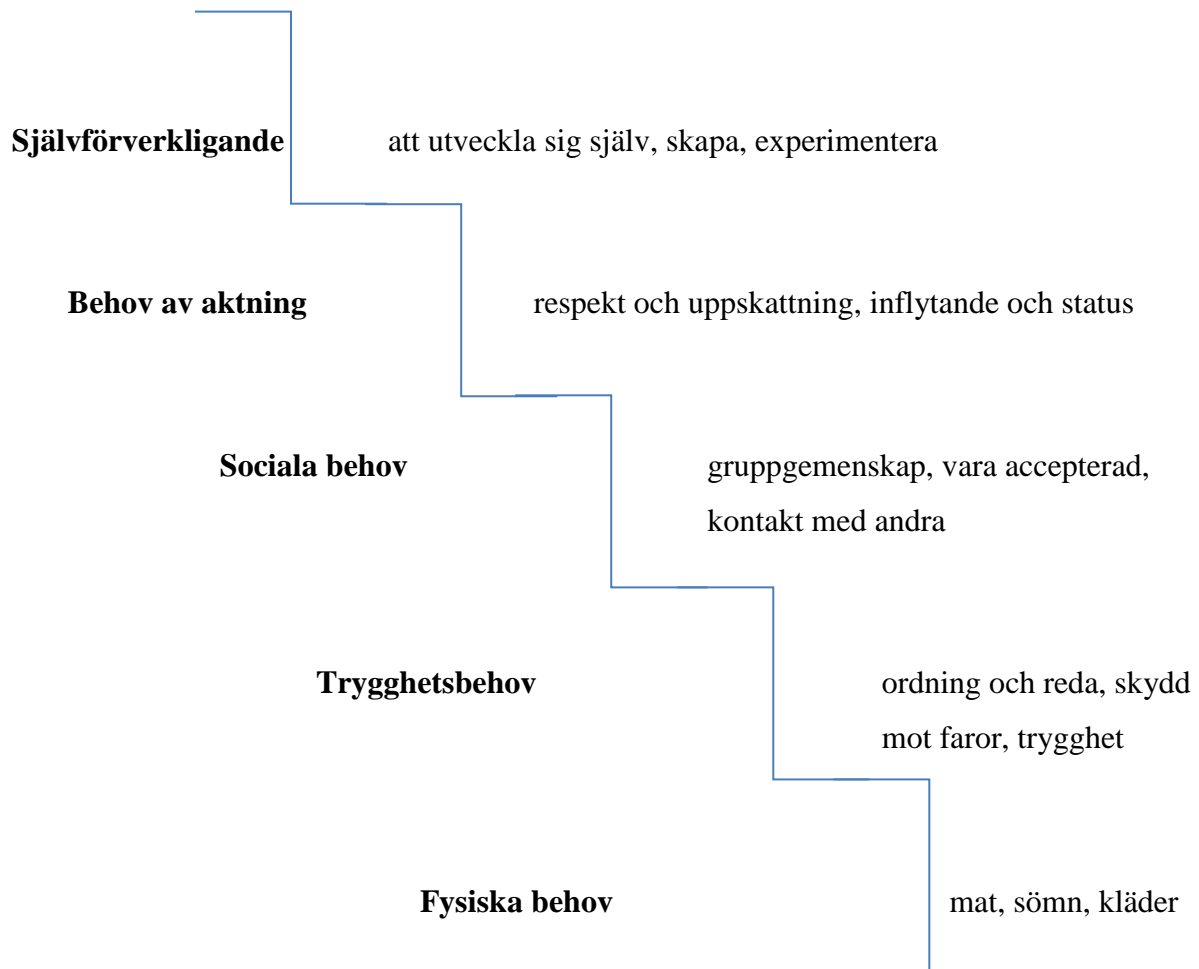 Självförverkligande att utveckla sig själv, skapa, experimentera
Behov av aktning respekt och uppskattning, inflytande och status
Sociala behov gruppgemenskap, vara accepterad,
kontakt med andra
Trygghetsbehov ordning och reda, skydd
mot faror, trygghet
Fysiska behov mat, sömn, kläder